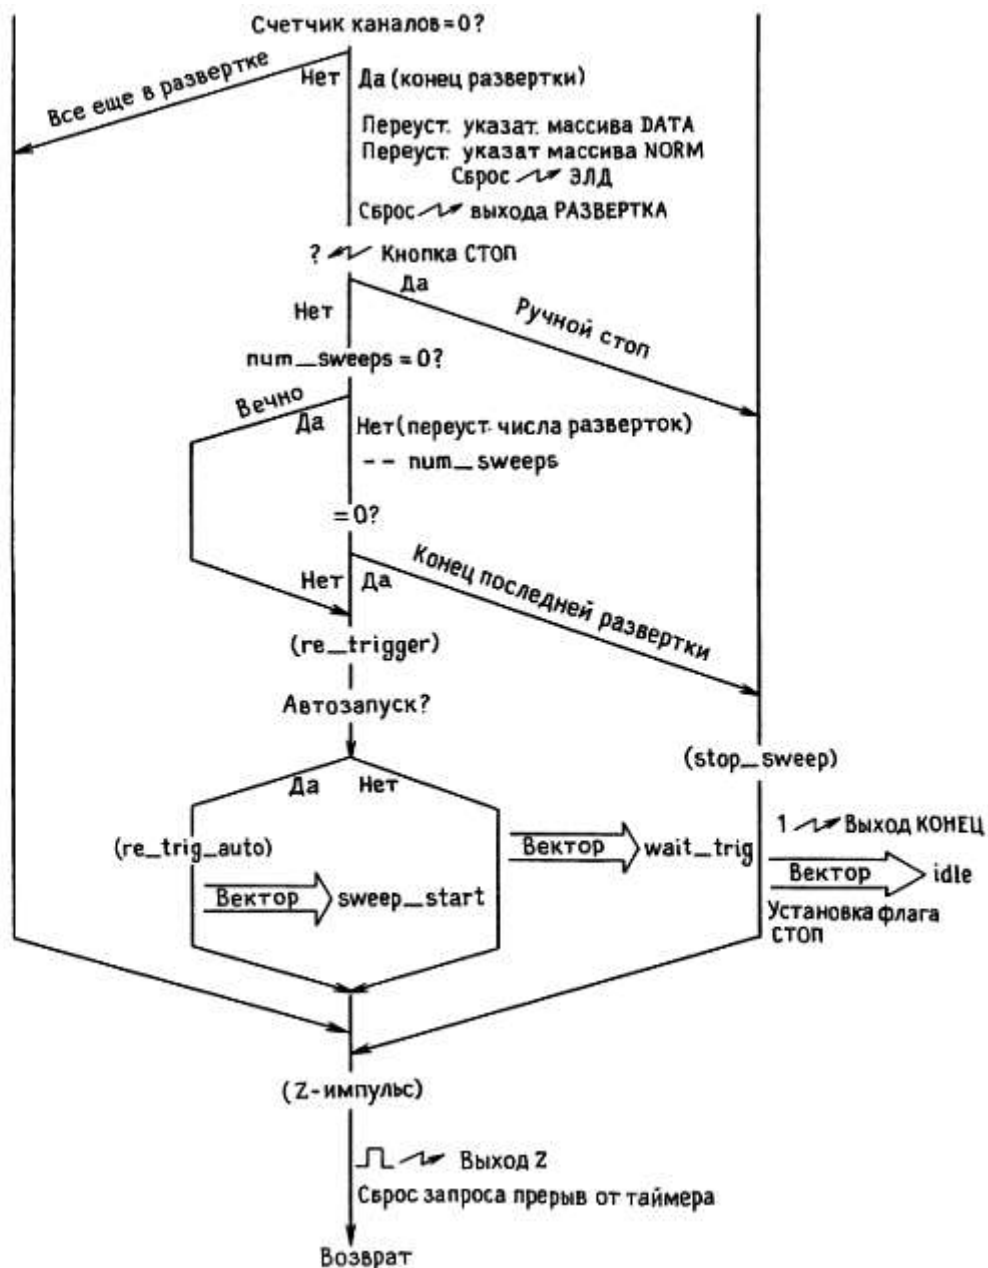 Счетчик каналов=0?
Все еще в развертке
Нет
Да (конец развертки)
Переуст. указат. массива DATA
Переуст. указат массива NORM
Сброс ЭЛД
Сброс выхода РАЗВЕРТКА
? Кнопка СТОП
Да
Нет
Ручной стоп
num_sweeps=0?
Вечно
Да
Нет(переуст. числа разверток)
-- num_sweeps
=0?
Конец последней развертки
Нет
Да
(re_trigger)
Автозапуск?
(stop_sweep)
Да
Нет
1 Выход КОНЕЦ
(re_trig_auto)
Вектор
wait_trig
Вектор
idle
Вектор
sweep_start
Установка флага
СТОП
(Z-импульс)
Выход Z
Сброс запроса прерыв от таймера
Возврат